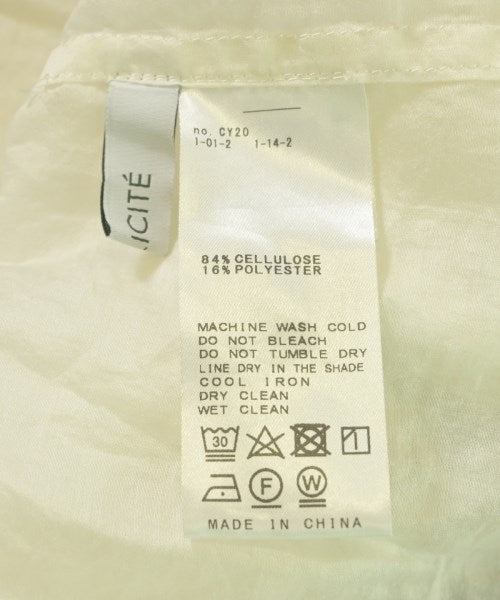 ICITÉ
no. CY20
1-01-2 1-14-2
84% CELLULOSE
16% POLYESTER
MACHINE WASH COLD
DO NOT BLEACH
DO NOT TUMBLE DRY
LINE DRY IN THE SHADE
COOL IRON
DRY CLEAN
WET CLEAN
30
F
W
MADE IN CHINA